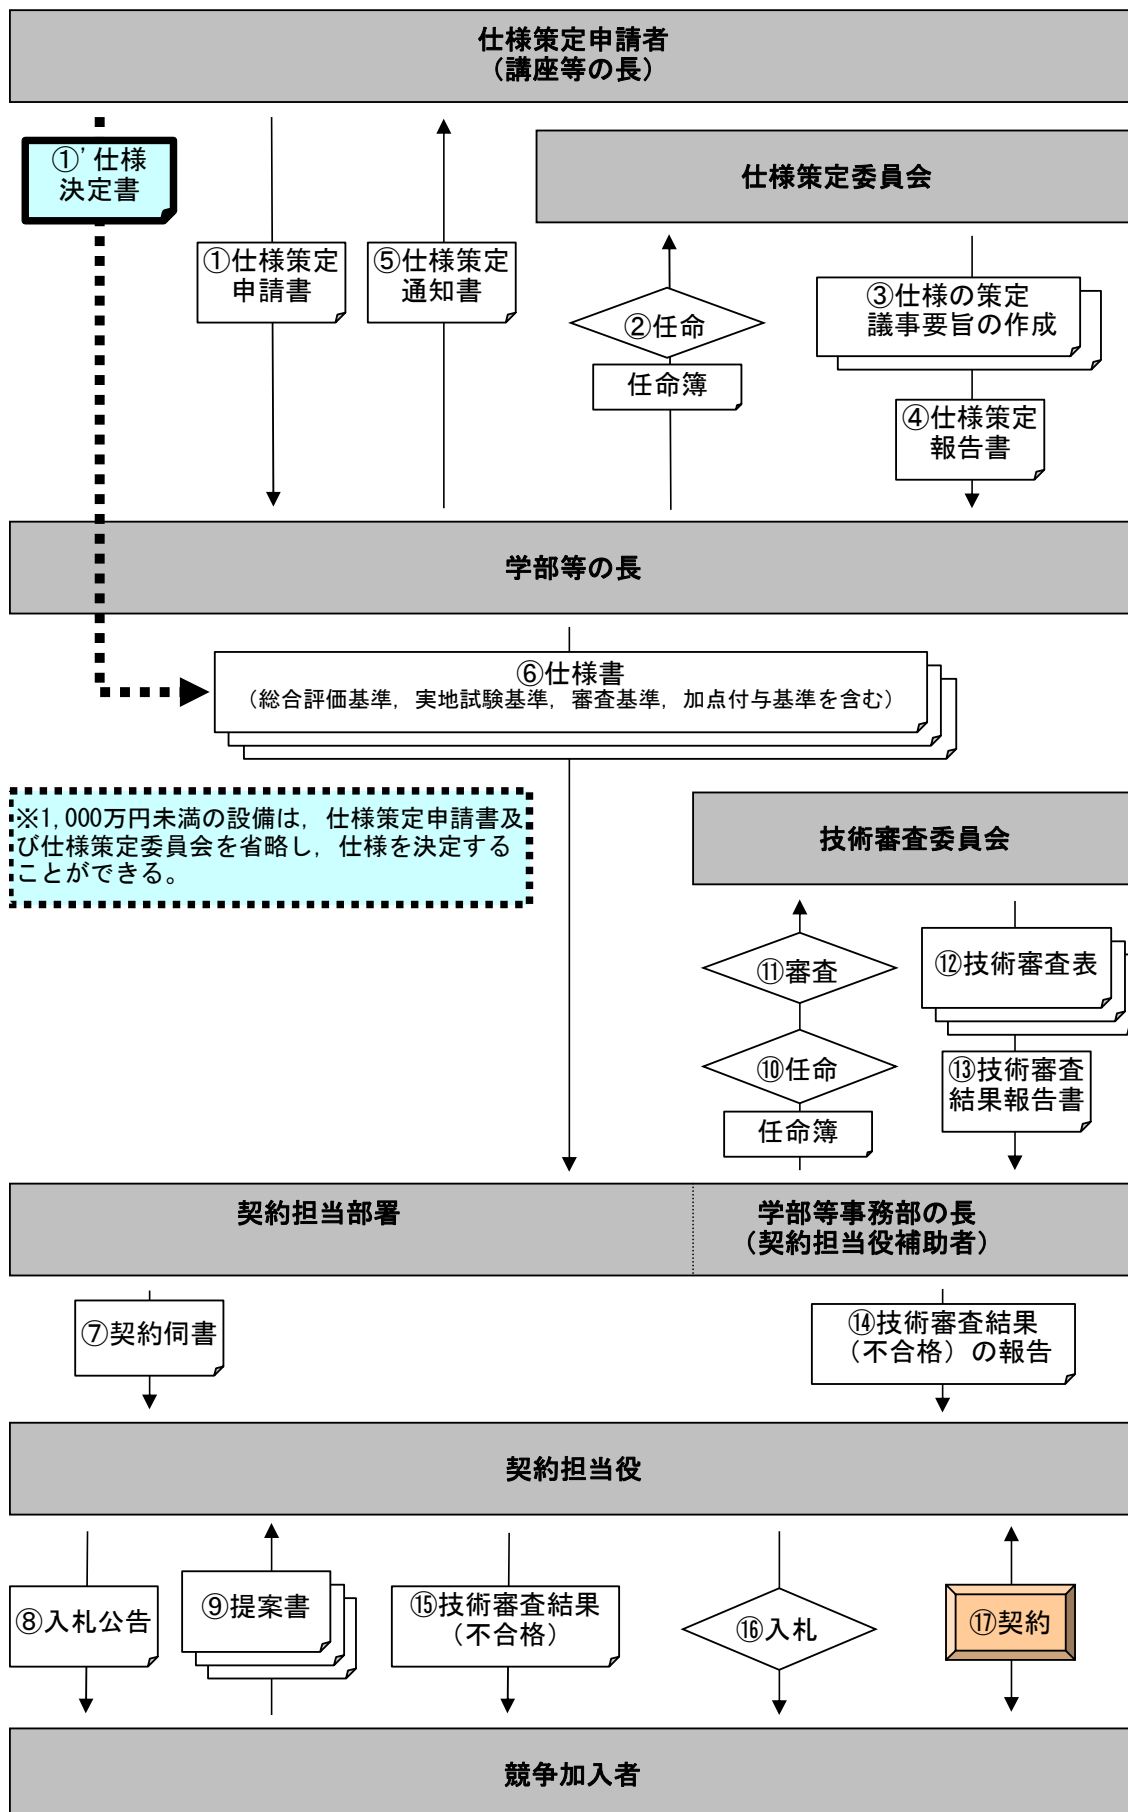 仕様策定申請者
（講座等の長）
①’仕様
決定書
仕様策定委員会
①仕様策定
申請書
⑤仕様策定
通知書
②任命
任命簿
③仕様の策定
議事要旨の作成
④仕様策定
報告書
学部等の長
⑥仕様書
（総合評価基準，実地試験基準，審査基準，加点付与基準を含む）
※1,000万円未満の設備は，仕様策定申請書及
び仕様策定委員会を省略し，仕様を決定する
ことができる。
技術審査委員会
⑪審査
⑫技術審査表
⑩任命
任命簿
⑬技術審査
結果報告書
契約担当部署
学部等事務部の長
（契約担当役補助者）
⑦契約伺書
⑭技術審査結果
（不合格）の報告
契約担当役
⑧入札公告
⑨提案書
⑮技術審査結果
（不合格）
⑯入札
⑰契約
競争加入者